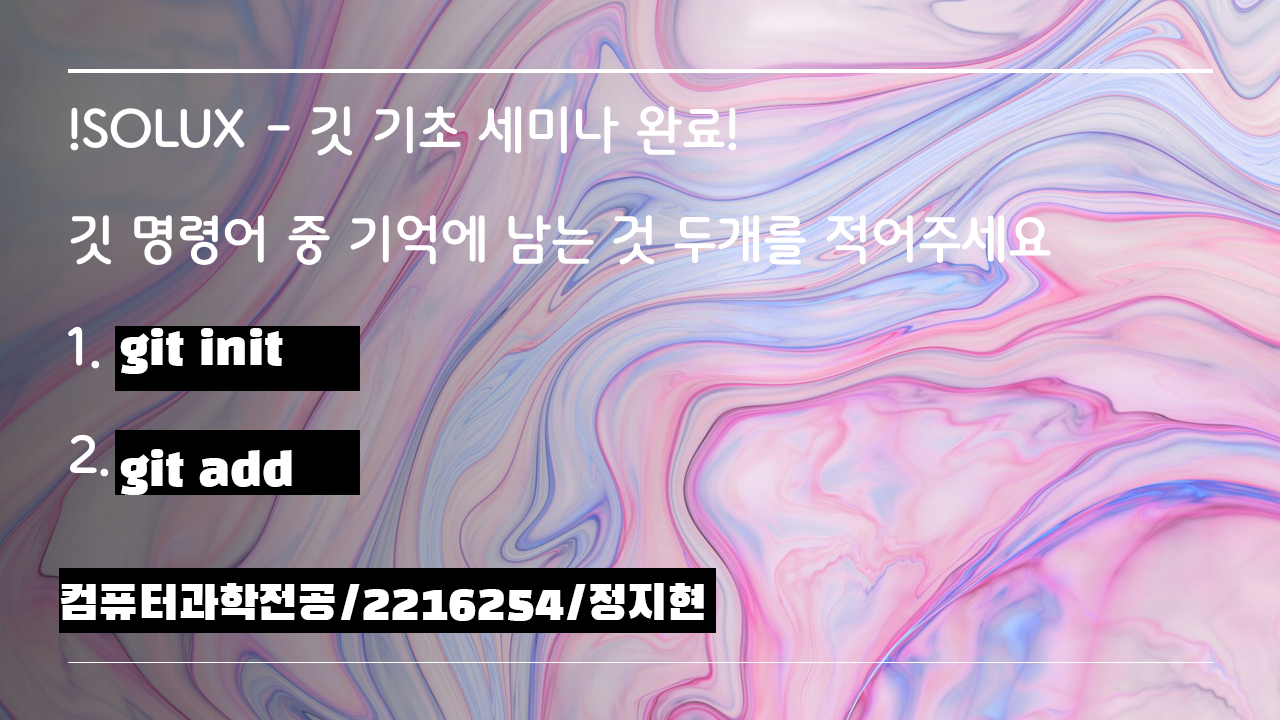 !SOLUX - 깃 기초 세미나 완료!
깃 명령어 중 기억에 남는 것 두개를 적어주세요
1. git init
2. git add
컴퓨터과학전공/2216254/정지현